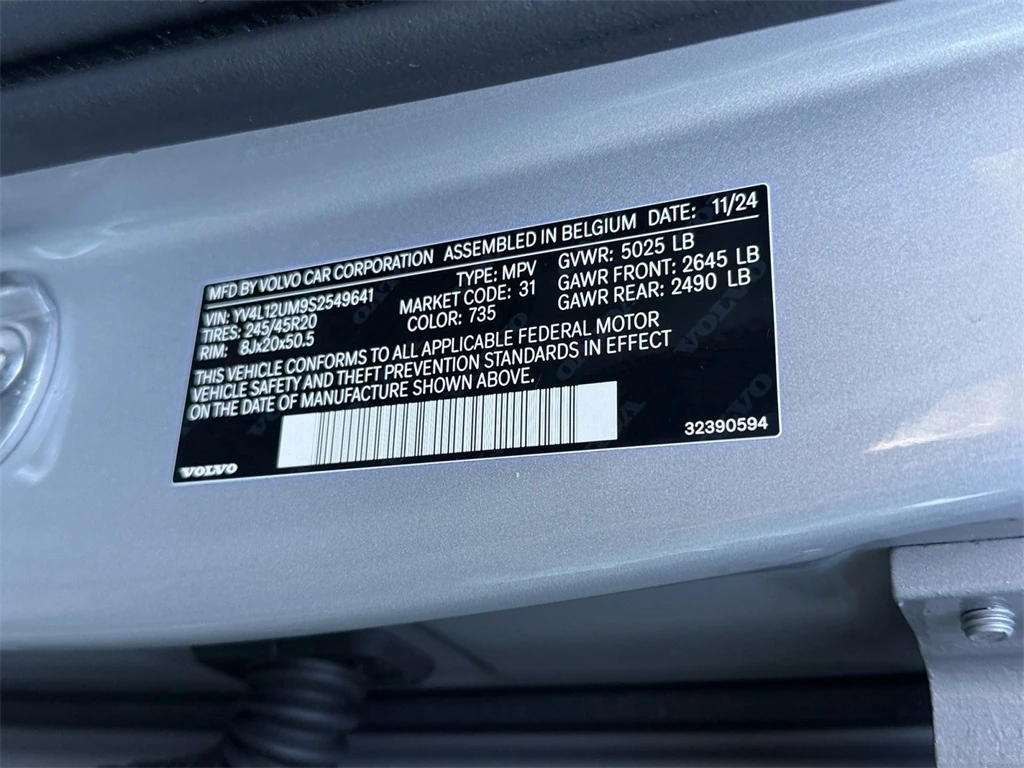 MFD BY VOLVO CAR CORPORATION ASSEMBLED IN BELGIUM DATE: 11/24
VIN: YV4L12UM9S2549641 TYPE: MPV GVWR: 5025 LB
TIRES: 245/45R20 MARKET CODE: 31 GAWR FRONT: 2645 LB
RIM: 8Jx20x50.5 COLOR: 735 GAWR REAR: 2490 LB
THIS VEHICLE CONFORMS TO ALL APPLICABLE FEDERAL MOTOR
VEHICLE SAFETY AND THEFT PREVENTION STANDARDS IN EFFECT
ON THE DATE OF MANUFACTURE SHOWN ABOVE.
VOLVO 32390594